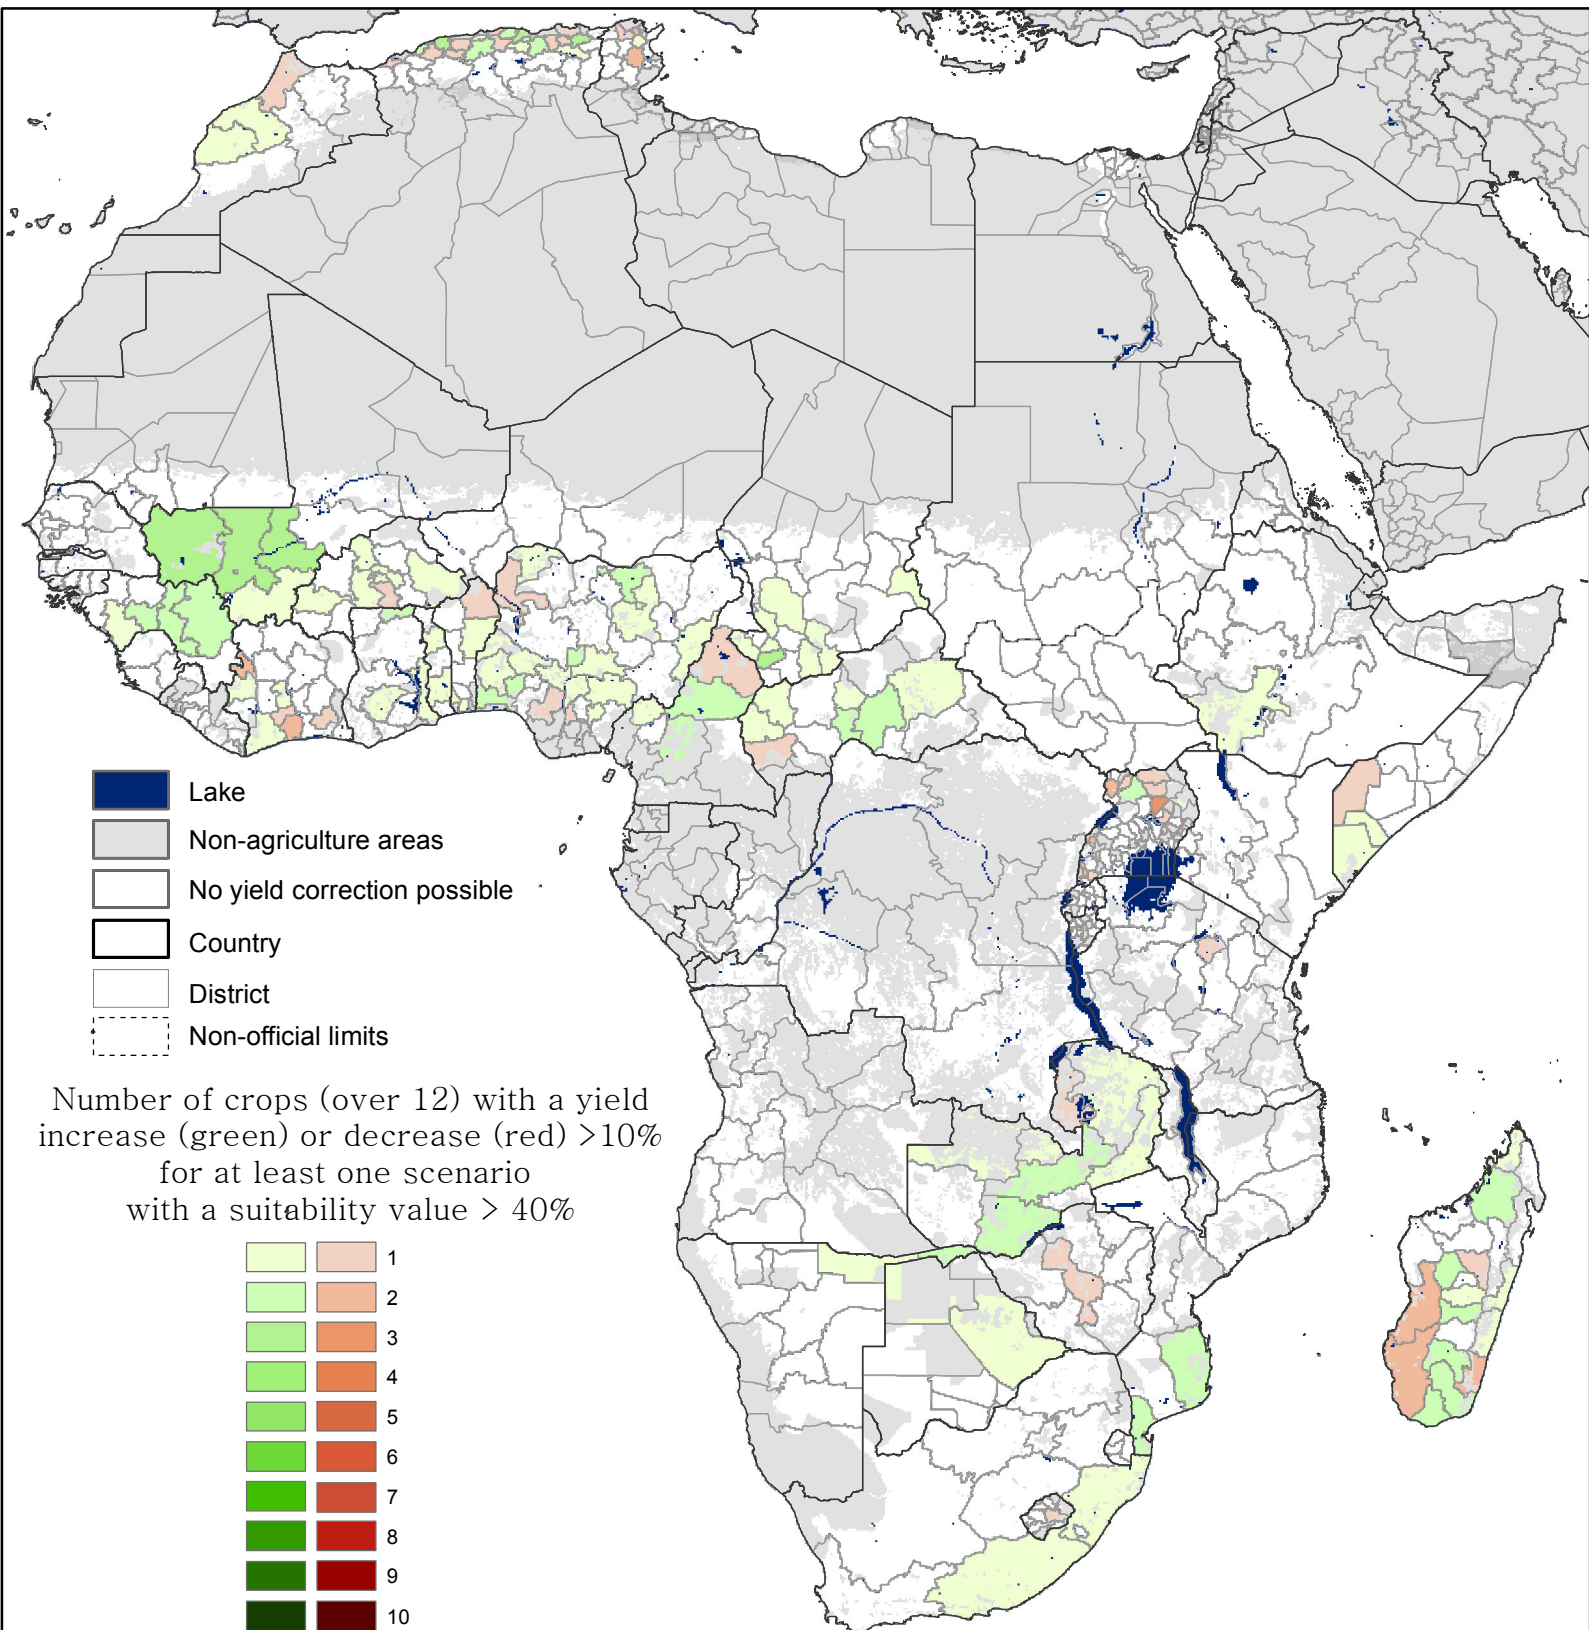 Lake
Non-agriculture areas
No yield correction possible
Country
District
Non-official limits
Number of crops (over 12) with a yield
increase (green) or decrease (red) >10%
for at least one scenario
with a suitability value > 40%
1
2
3
4
5
6
7
8
9
10